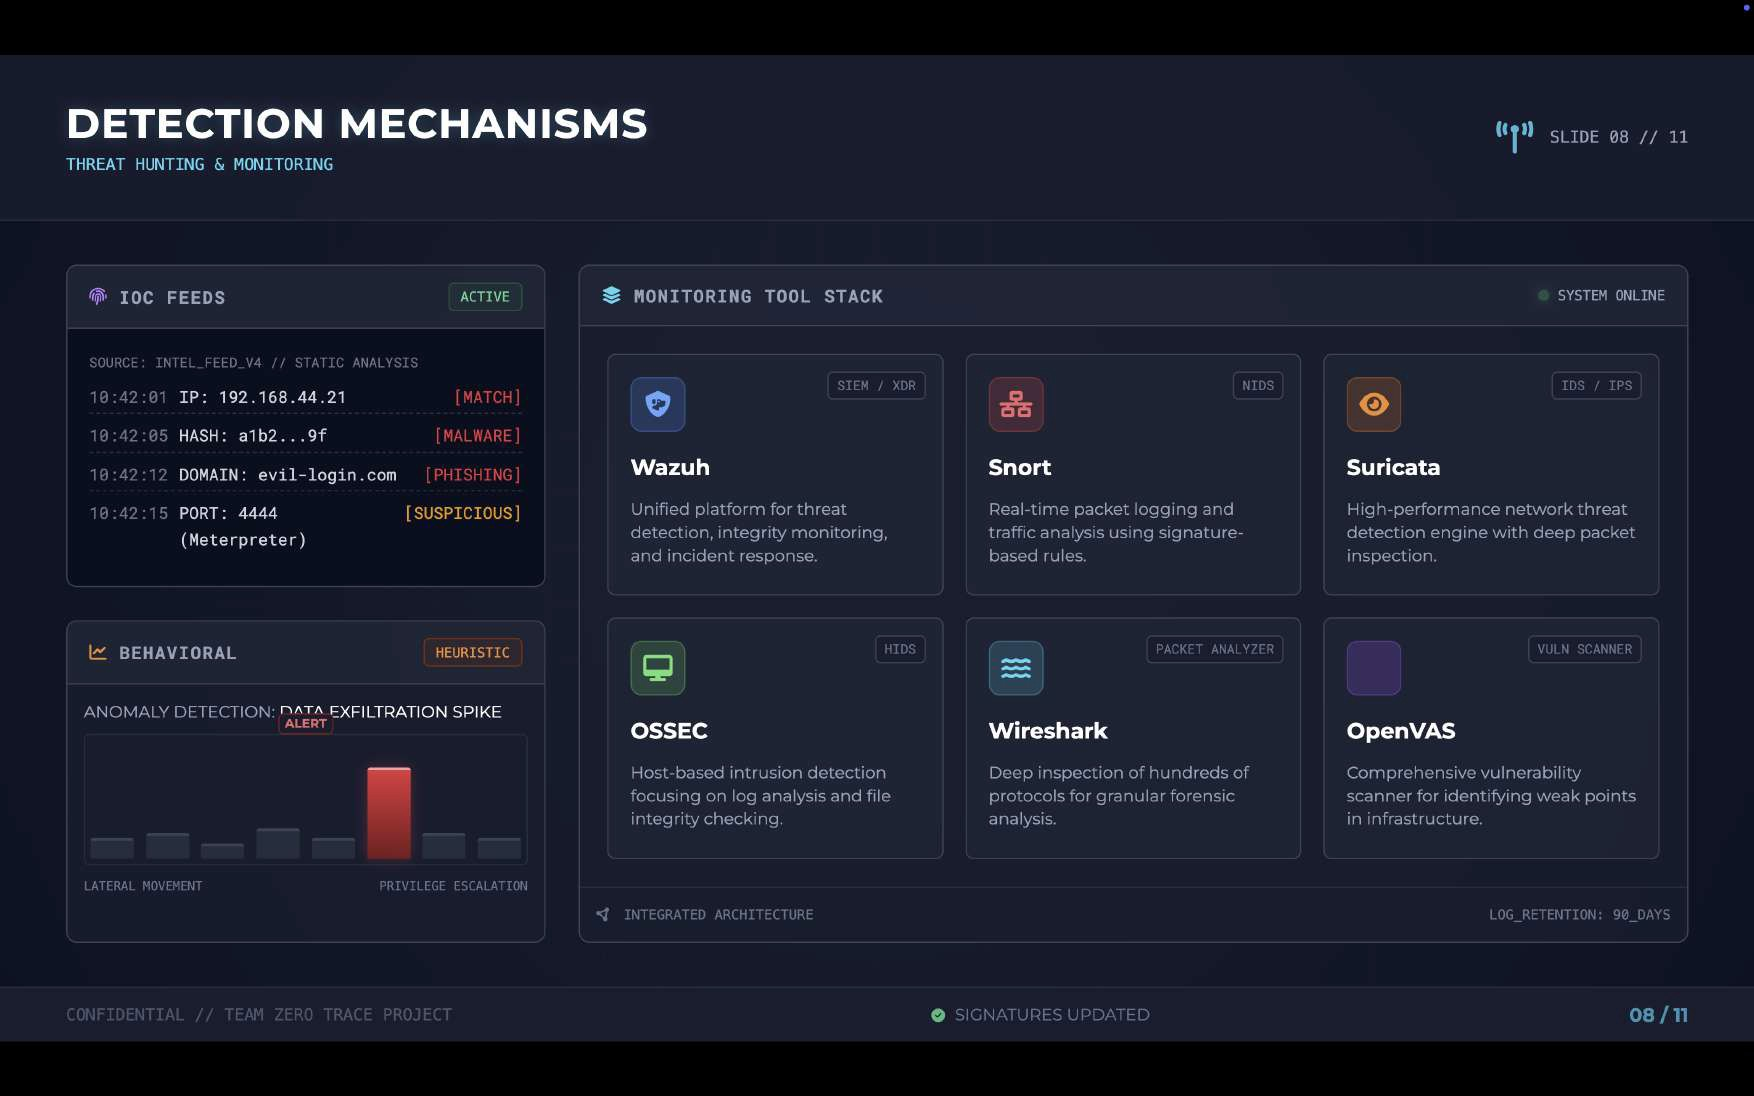 DETECTION MECHANISMS
THREAT HUNTING & MONITORING
SLIDE 08 // 11
IOC FEEDS
ACTIVE
SOURCE: INTEL_FEED_V4 // STATIC ANALYSIS
10:42:01 IP: 192.168.44.21 [MATCH]
10:42:05 HASH: a1b2...9f [MALWARE]
10:42:12 DOMAIN: evil-login.com [PHISHING]
10:42:15 PORT: 4444 [SUSPICIOUS]
(Meterpreter)
BEHAVIORAL
HEURISTIC
ANOMALY DETECTION: DATA EXFILTRATION SPIKE
ALERT
LATERAL MOVEMENT
PRIVILEGE ESCALATION
MONITORING TOOL STACK
SYSTEM ONLINE
SIEM / XDR
Wazuh
Unified platform for threat
detection, integrity monitoring,
and incident response.
NIDS
Snort
Real-time packet logging and
traffic analysis using signature-
based rules.
IDS / IPS
Suricata
High-performance network threat
detection engine with deep packet
inspection.
HIDS
OSSEC
Host-based intrusion detection
focusing on log analysis and file
integrity checking.
PACKET ANALYZER
Wireshark
Deep inspection of hundreds of
protocols for granular forensic
analysis.
VULN SCANNER
OpenVAS
Comprehensive vulnerability
scanner for identifying weak points
in infrastructure.
INTEGRATED ARCHITECTURE
LOG_RETENTION: 90_DAYS
CONFIDENTIAL // TEAM ZERO TRACE PROJECT
SIGNATURES UPDATED
08 / 11